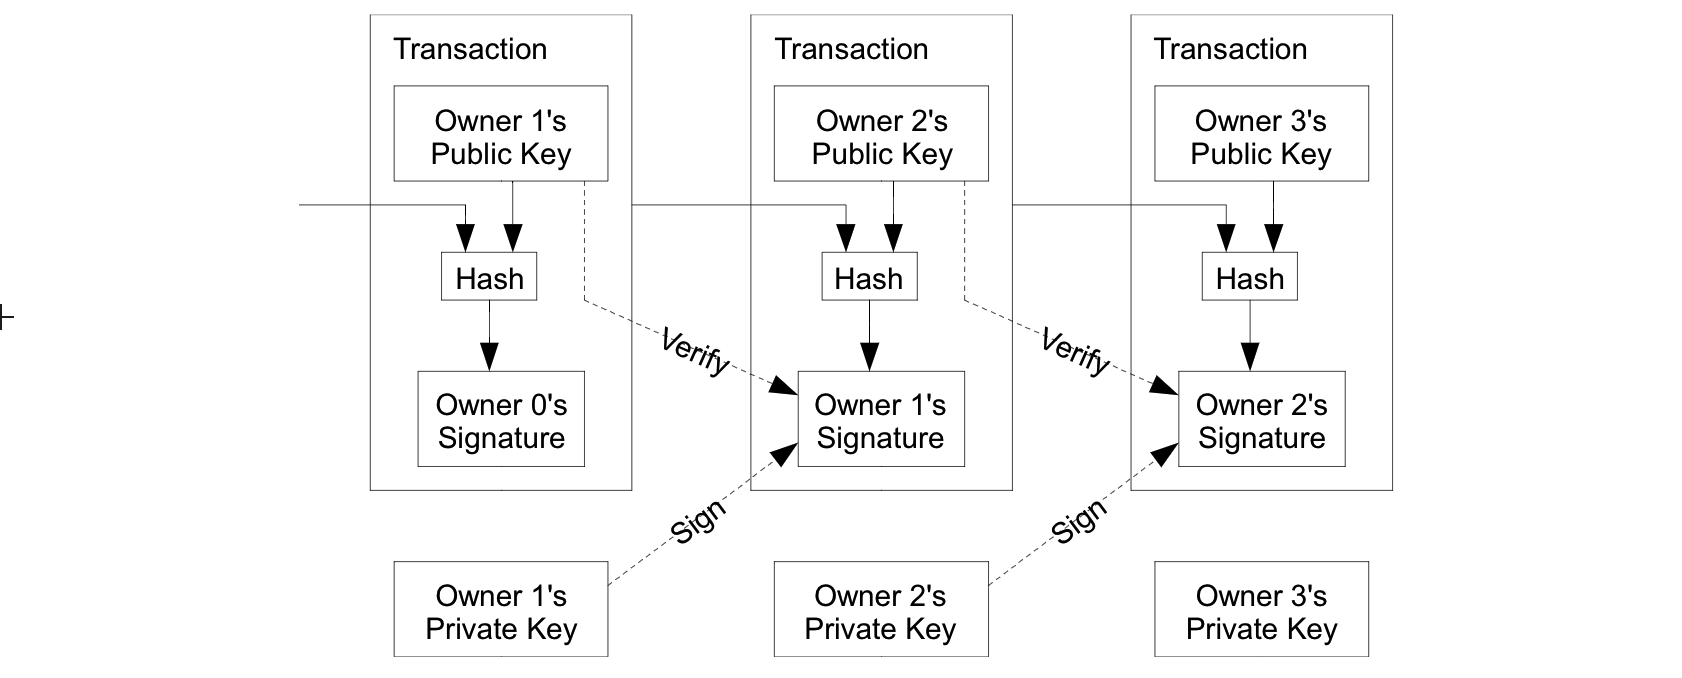 Transaction
Owner 1's
Public Key
Hash
Owner 0's
Signature
Transaction
Owner 2's
Public Key
Hash
Owner 1's
Signature
Transaction
Owner 3's
Public Key
Hash
Owner 2's
Signature
Verify
Verify
Sign
Sign
Owner 1's
Private Key
Owner 2's
Private Key
Owner 3's
Private Key